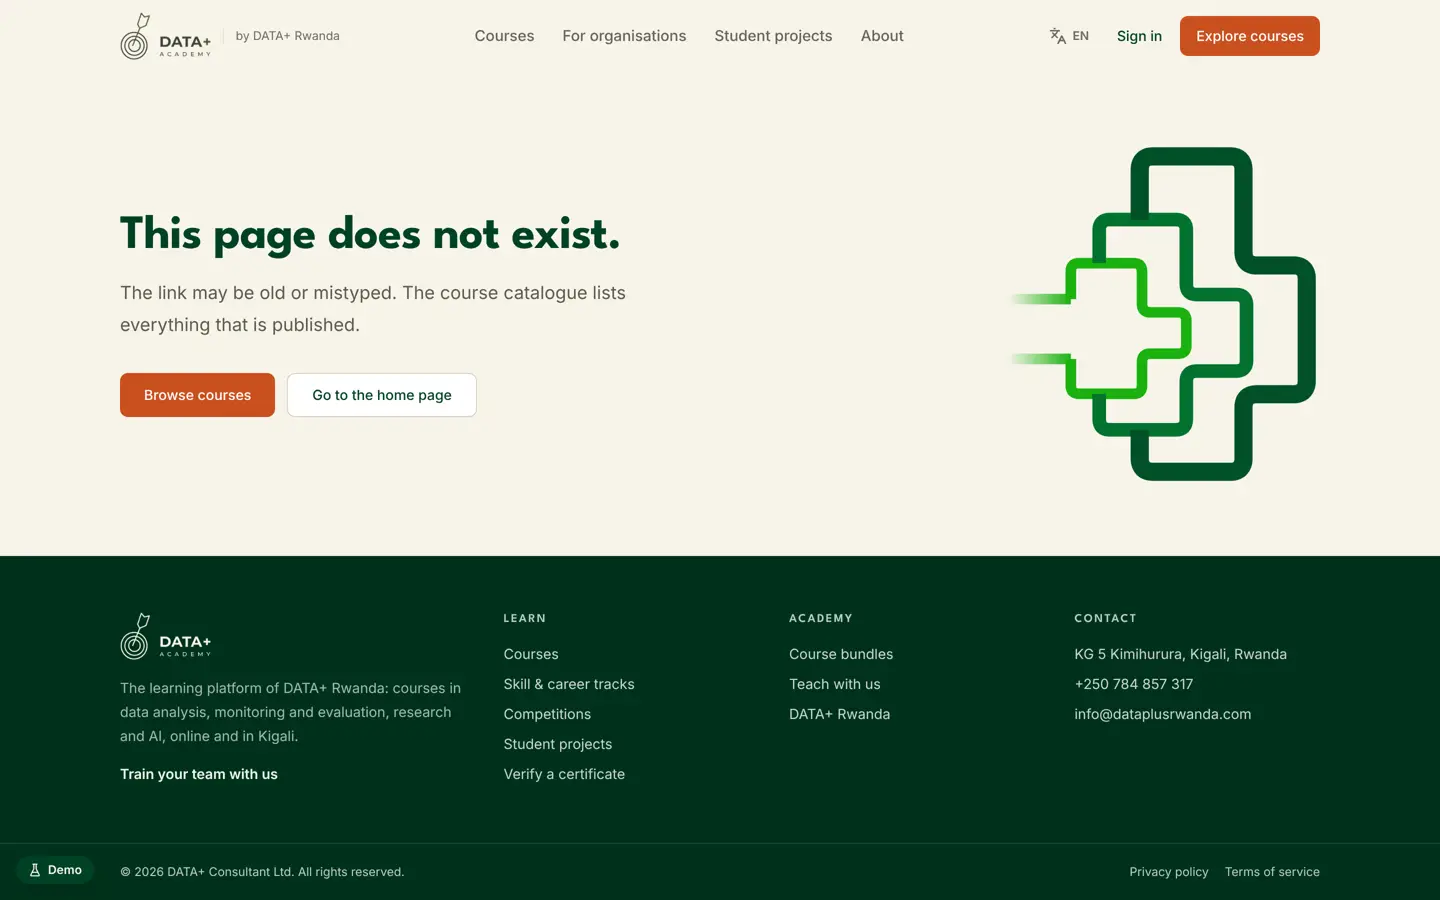 DATA+
ACADEMY
by DATA+ Rwanda
Courses
For organisations
Student projects
About
EN
Sign in
Explore courses
This page does not exist.
The link may be old or mistyped. The course catalogue lists
everything that is published.
Browse courses
Go to the home page
DATA+
ACADEMY
The learning platform of DATA+ Rwanda: courses in
data analysis, monitoring and evaluation, research
and AI, online and in Kigali.
Train your team with us
LEARN
Courses
Skill & career tracks
Competitions
Student projects
Verify a certificate
ACADEMY
Course bundles
Teach with us
DATA+ Rwanda
CONTACT
KG 5 Kimihurura, Kigali, Rwanda
+250 784 857 317
info@dataplusrwanda.com
Demo
© 2026 DATA+ Consultant Ltd. All rights reserved.
Privacy policy
Terms of service